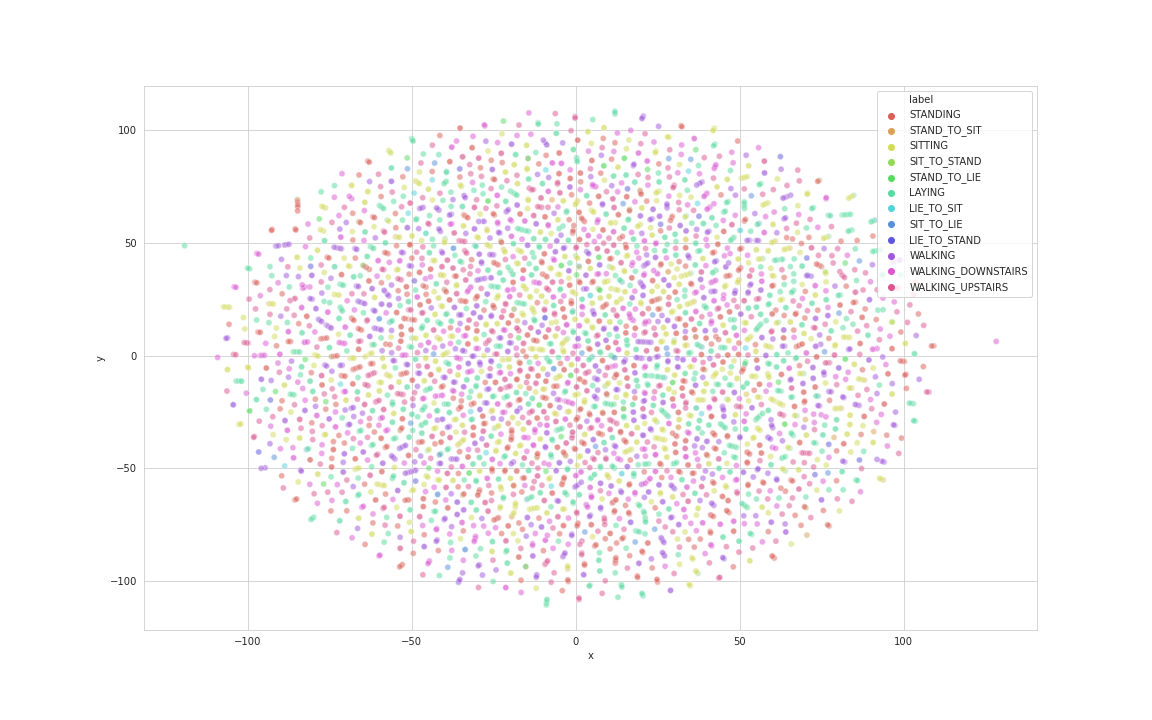 label
STANDING
STAND_TO_SIT
SITTING
SIT_TO_STAND
STAND_TO_LIE
LAYING
LIE_TO_SIT
SIT_TO_LIE
LIE_TO_STAND
WALKING
WALKING_DOWNSTAIRS
WALKING_UPSTAIRS
100
50
0
−50
−100
y
−100
−50
0
50
100
x